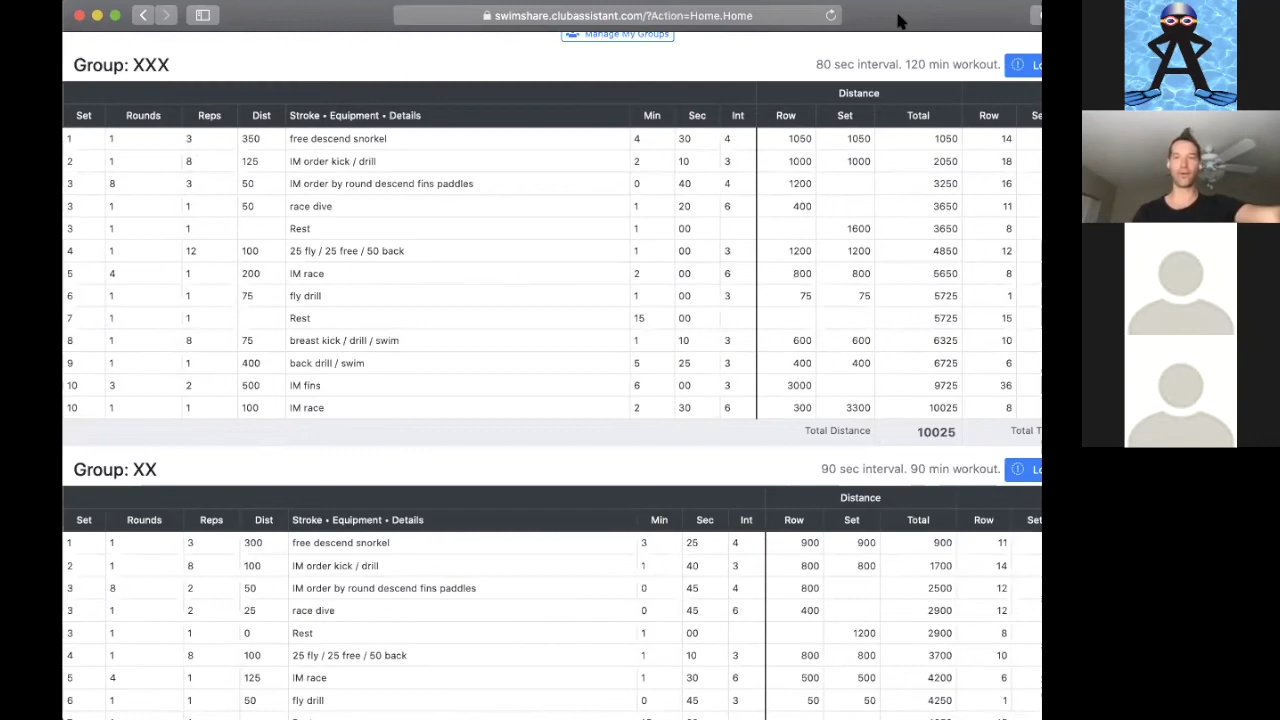 swimshare.clubassistant.com/?Action=Home.Home
Manage My Groups
Group: XXX 80 sec interval. 120 min workout. Lo
Distance
Set Rounds Reps Dist Stroke • Equipment • Details Min Sec Int Row Set Total Row Se
1 1 3 350 free descend snorkel 4 30 4 1050 1050 1050 14
2 1 8 125 IM order kick / drill 2 10 3 1000 1000 2050 18
3 8 3 50 IM order by round descend fins paddles 0 40 4 1200 3250 16
3 1 1 50 race dive 1 20 6 400 3650 11
3 1 1 Rest 1 00 1600 3650 8
4 1 12 100 25 fly / 25 free / 50 back 1 00 3 1200 1200 4850 12
5 4 1 200 IM race 2 00 6 800 800 5650 8
6 1 1 75 fly drill 1 00 3 75 75 5725 1
7 1 1 Rest 15 00 5725 15
8 1 8 75 breast kick / drill / swim 1 10 3 600 600 6325 10
9 1 1 400 back drill / swim 5 25 3 400 400 6725 6
10 3 2 500 IM fins 6 00 3 3000 9725 36
10 1 1 100 IM race 2 30 6 300 3300 10025 8
Total Distance 10025 Total T
Group: XX 90 sec interval. 90 min workout. Lo
Distance
Set Rounds Reps Dist Stroke • Equipment • Details Min Sec Int Row Set Total Row Set
1 1 3 300 free descend snorkel 3 25 4 900 900 900 11
2 1 8 100 IM order kick / drill 1 40 3 800 800 1700 14
3 8 2 50 IM order by round descend fins paddles 0 45 4 800 2500 12
3 1 2 25 race dive 0 45 6 400 2900 12
3 1 1 0 Rest 1 00 1200 2900 8
4 1 8 100 25 fly / 25 free / 50 back 1 10 3 800 800 3700 10
5 4 1 125 IM race 1 30 6 500 500 4200 6
6 1 1 50 fly drill 0 45 3 50 50 4250 1